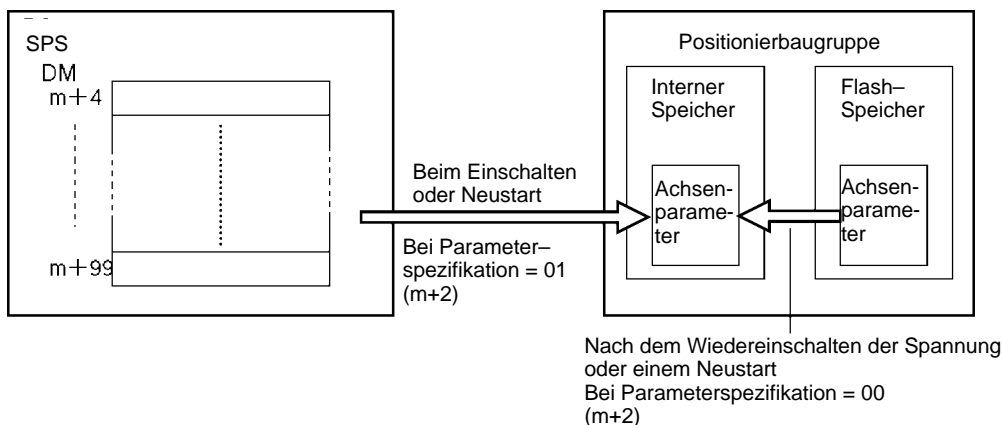 SPS
DM
m+4
m+99
Beim Einschalten
oder Neustart
Bei Parameter–
spezifikation = 01
(m+2)
Positionierbaugruppe
Interner
Speicher
Achsen-
parame-
ter
Flash–
Speicher
Achsen-
parame-
ter
Nach dem Wiedereinschalten der Spannung
oder einem Neustart
Bei Parameterspezifikation = 00
(m+2)